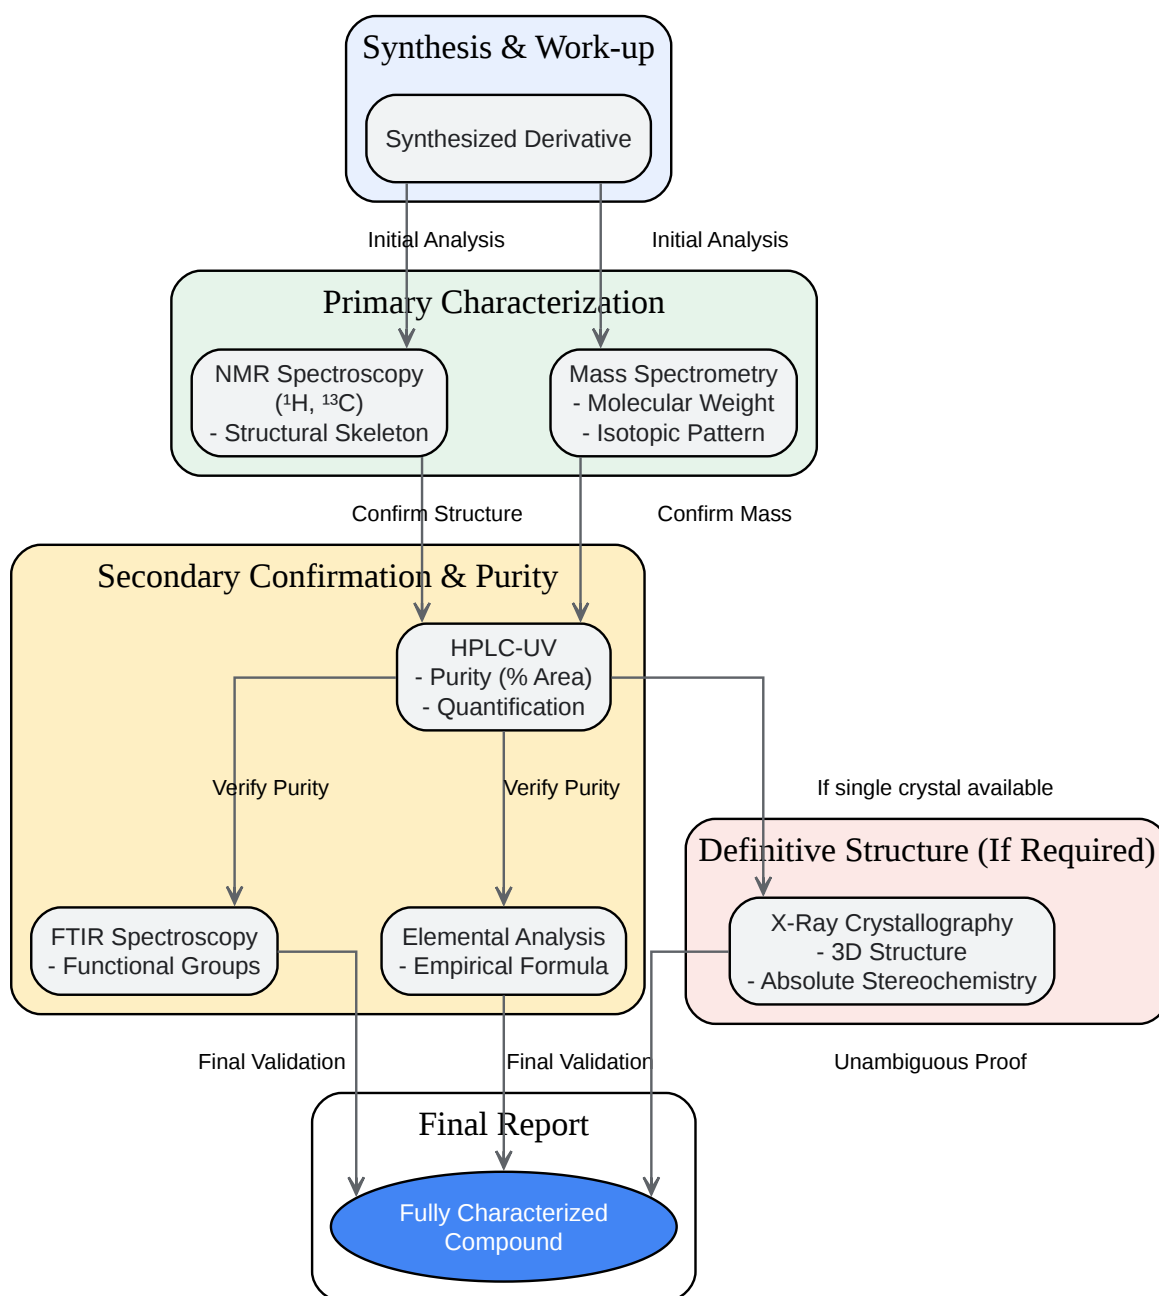 Synthesis & Work-up
Synthesized Derivative
Initial Analysis
Initial Analysis
Primary Characterization
NMR Spectroscopy
(¹H, ¹³C)
- Structural Skeleton
Mass Spectrometry
- Molecular Weight
- Isotopic Pattern
Confirm Structure
Confirm Mass
Secondary Confirmation & Purity
HPLC-UV
- Purity (% Area)
- Quantification
Verify Purity
Verify Purity
If single crystal available
Definitive Structure (If Required)
FTIR Spectroscopy
- Functional Groups
Elemental Analysis
- Empirical Formula
X-Ray Crystallography
- 3D Structure
- Absolute Stereochemistry
Final Validation
Final Validation
Unambiguous Proof
Final Report
Fully Characterized
Compound